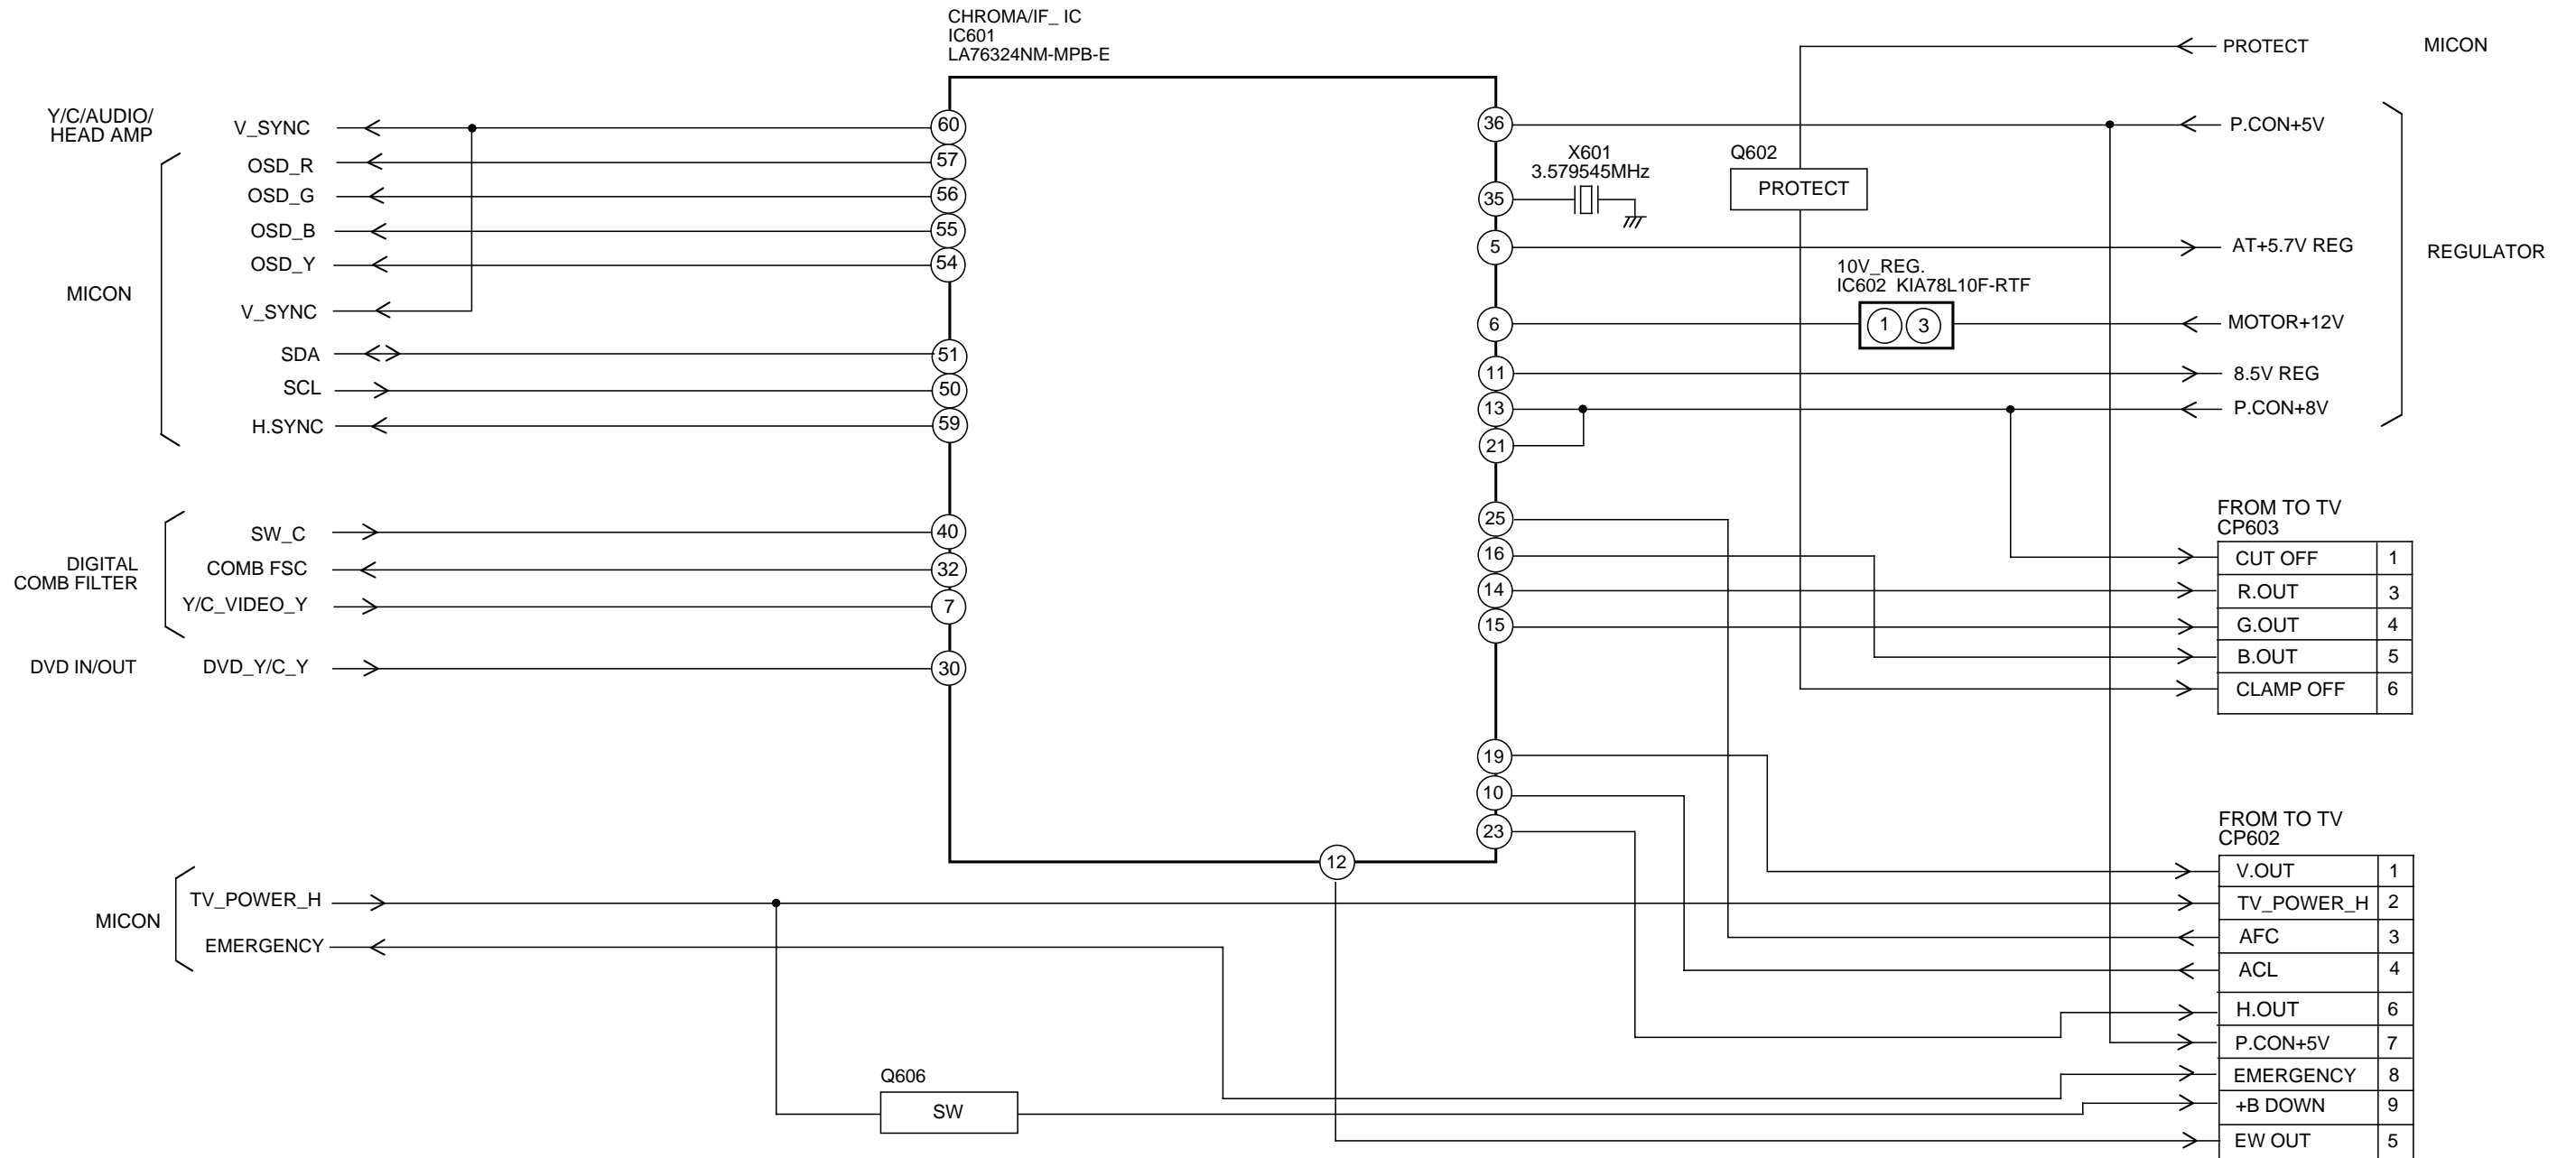 CHROMA/IF_ IC
IC601
LA76324NM-MPB-E
Y/C/AUDIO/
HEAD AMP
V_SYNC
OSD_R
OSD_G
OSD_B
OSD_Y
V_SYNC
SDA
SCL
H.SYNC
MICON
60
57
56
55
54
51
50
59
DIGITAL
COMB FILTER
SW_C
COMB FSC
Y/C_VIDEO_Y
40
32
7
DVD IN/OUT
DVD_Y/C_Y
30
MICON
TV_POWER_H
EMERGENCY
Q606
SW
12
36
35
5
6
11
13
21
25
16
14
15
19
10
23
X601
3.579545MHz
Q602
PROTECT
10V_REG.
IC602 KIA78L10F-RTF
1 3
PROTECT
MICON
P.CON+5V
AT+5.7V REG
MOTOR+12V
8.5V REG
P.CON+8V
REGULATOR
FROM TO TV
CP603
CUT OFF 1
R.OUT 3
G.OUT 4
B.OUT 5
CLAMP OFF 6
FROM TO TV
CP602
V.OUT 1
TV_POWER_H 2
AFC 3
ACL 4
H.OUT 6
P.CON+5V 7
EMERGENCY 8
+B DOWN 9
EW OUT 5